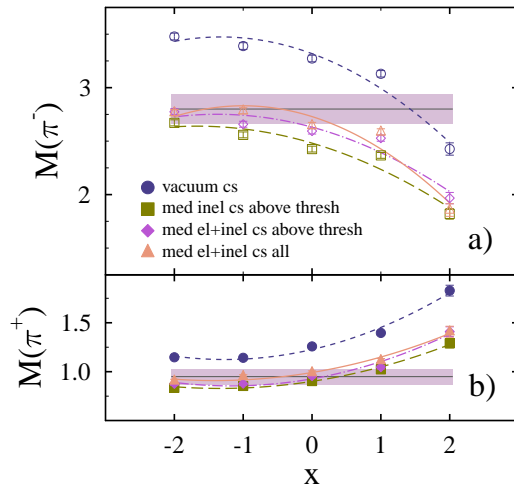 a)
3
2
M(π⁻)
vacuum cs
med inel cs above thresh
med el+inel cs above thresh
med el+inel cs all
b)
1.5
1.0
M(π⁺)
-2 -1 0 1 2
x